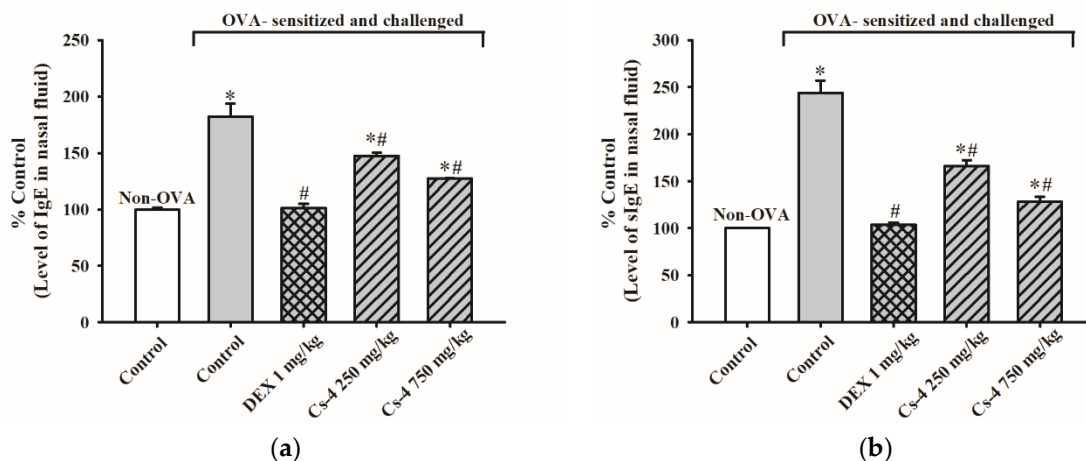 OVA- sensitized and challenged
250
200
150
100
50
0
% Control
(Level of IgE in nasal fluid)
Non-OVA
*
#
*#
*#
Control
Control
DEX 1 mg/kg
Cs-4 250 mg/kg
Cs-4 750 mg/kg
(a)
OVA- sensitized and challenged
300
250
200
150
100
50
0
% Control
(Level of sIgE in nasal fluid)
Non-OVA
*
#
*#
*#
Control
Control
DEX 1 mg/kg
Cs-4 250 mg/kg
Cs-4 750 mg/kg
(b)